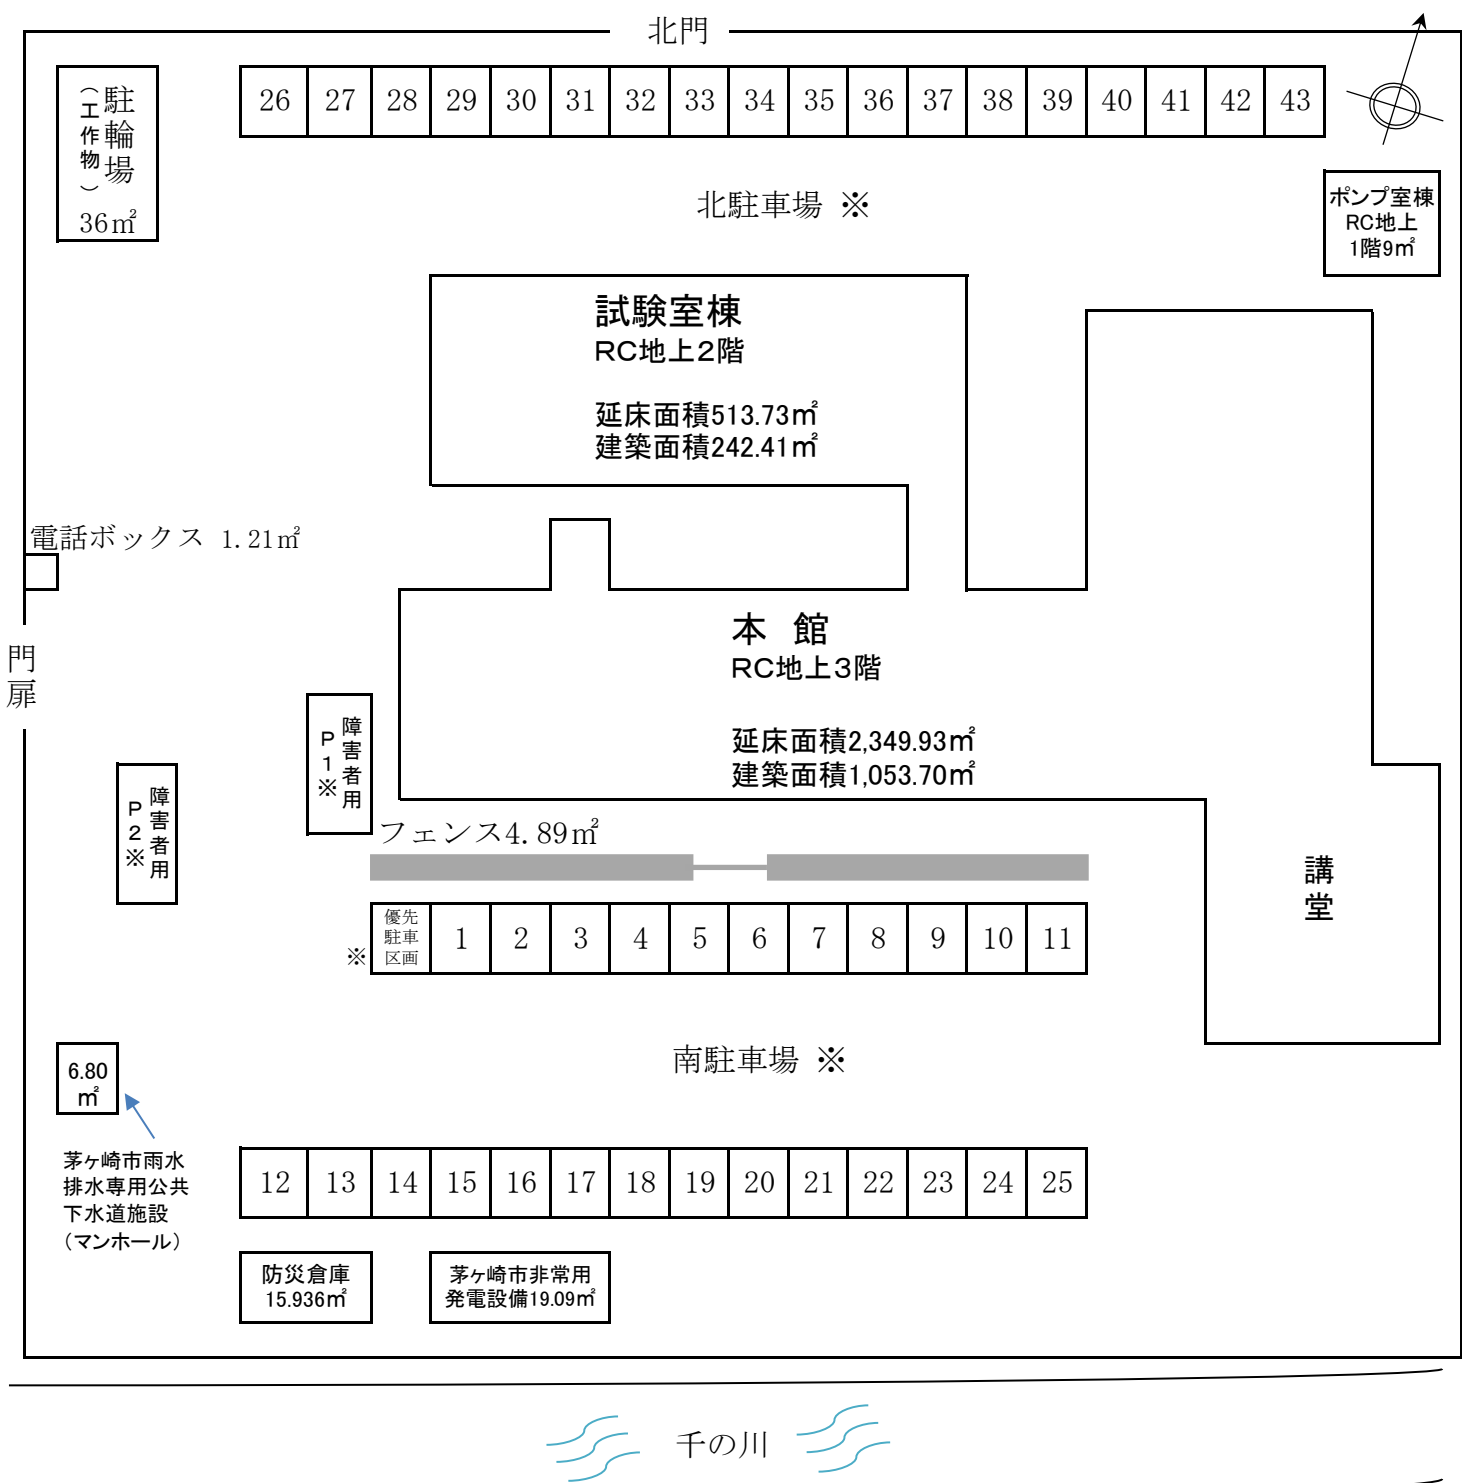 北門
26 27 28 29 30 31 32 33 34 35 36 37 38 39 40 41 42 43
駐輪場
（工作物）
36㎡
北駐車場 ※
ポンプ室棟
RC地上
1階9㎡
試験室棟
RC地上2階
延床面積513.73㎡
建築面積242.41㎡
電話ボックス 1.21㎡
門扉
本 館
RC地上3階
延床面積2,349.93㎡
建築面積1,053.70㎡
障害者用
P1※
障害者用
P2※
フェンス4.89㎡
講堂
※
優先
駐車
区画
1 2 3 4 5 6 7 8 9 10 11
南駐車場 ※
6.80
㎡
茅ヶ崎市雨水
排水専用公共
下水道施設
（マンホール）
12 13 14 15 16 17 18 19 20 21 22 23 24 25
防災倉庫
15.936㎡
茅ヶ崎市非常用
発電設備19.09㎡
千の川